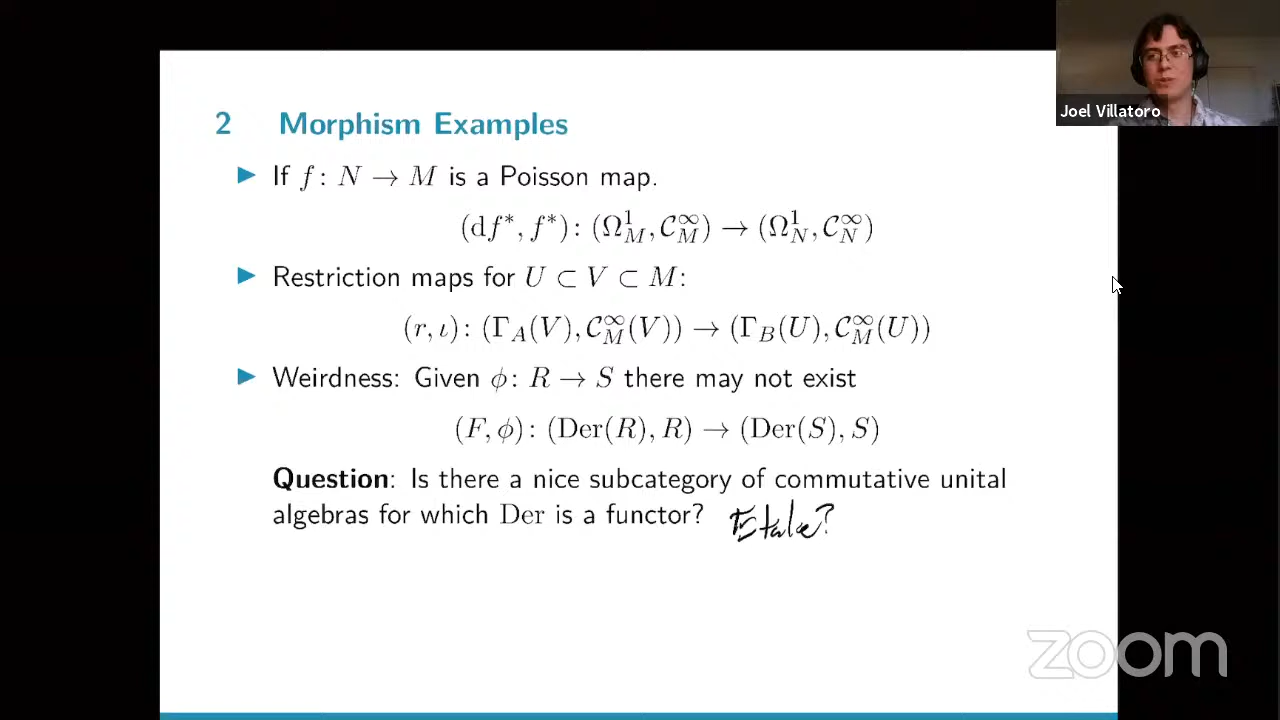 Joel Villatoro
2 Morphism Examples
▶ If f : N → M is a Poisson map.
(df*, f*) : (Ω¹_M, C^∞_M) → (Ω¹_N, C^∞_N)
▶ Restriction maps for U ⊂ V ⊂ M:
(r, ι) : (Γ_A(V), C^∞_M(V)) → (Γ_B(U), C^∞_M(U))
▶ Weirdness: Given ϕ : R → S there may not exist
(F, ϕ) : (Der(R), R) → (Der(S), S)
Question: Is there a nice subcategory of commutative unital
algebras for which Der is a functor? Etale?
zoom